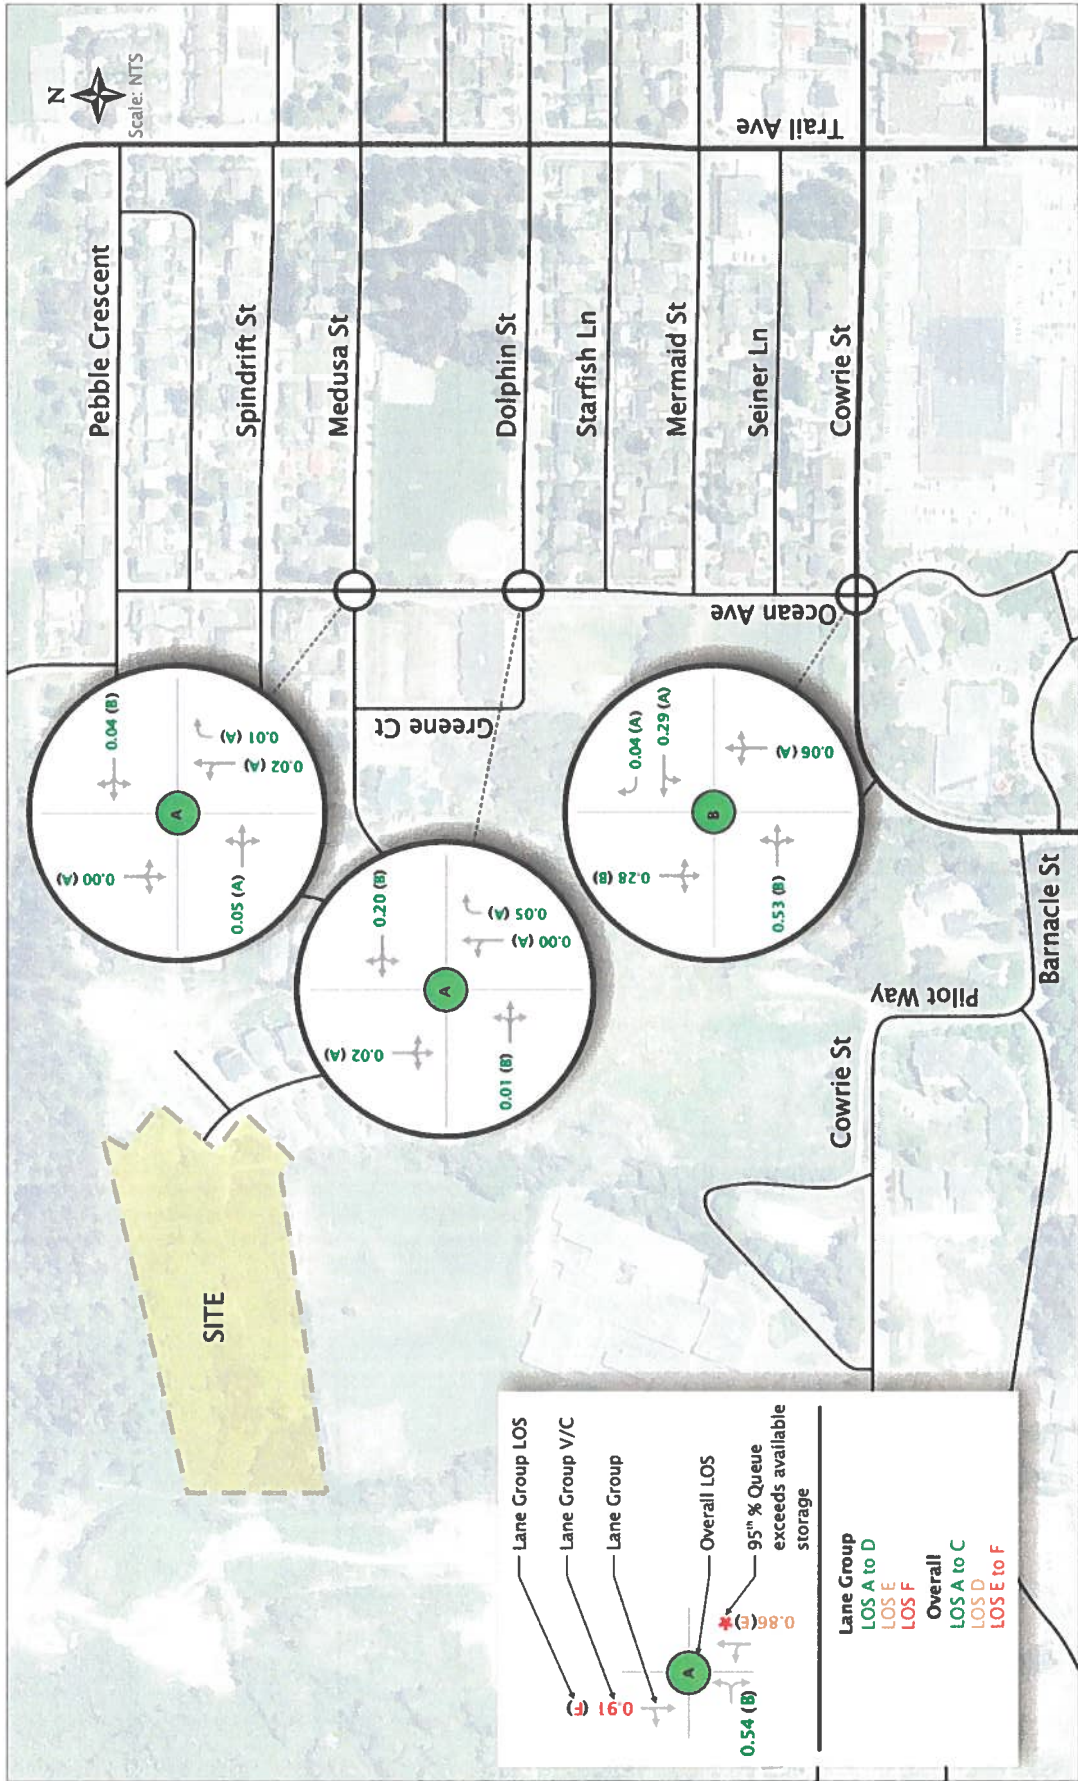 N
Scale: NTS
Pebble Crescent
Spindrift St
Medusa St
Dolphin St
Starfish Ln
Mermaid St
Seiner Ln
Cowrie St
Trail Ave
Ocean Ave
Greene Ct
Cowrie St
Pilot Way
Barnacle St
SITE
0.00 (A)
0.04 (B)
A
0.05 (A)
0.02 (A)
0.01 (A)
0.02 (A)
0.20 (B)
A
0.01 (B)
0.00 (A)
0.05 (A)
0.28 (B)
0.04 (A)
0.29 (A)
B
0.53 (B)
0.06 (A)
Lane Group LOS
Lane Group V/C
Lane Group
0.91 (F)
A
Overall LOS
0.54 (B)
0.86 (E)
95th % Queue
exceeds available
storage
Lane Group
LOS A to D
LOS E
LOS F
Overall
LOS A to C
LOS D
LOS E to F